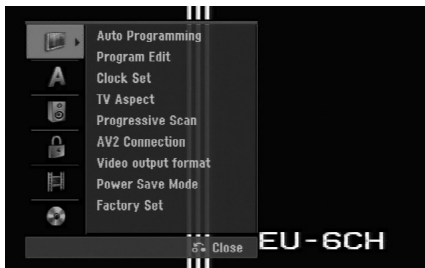 Auto Programming
Program Edit
A
Clock Set
TV Aspect
Progressive Scan
AV2 Connection
Video output format
Power Save Mode
Factory Set
Close
EU-6CH